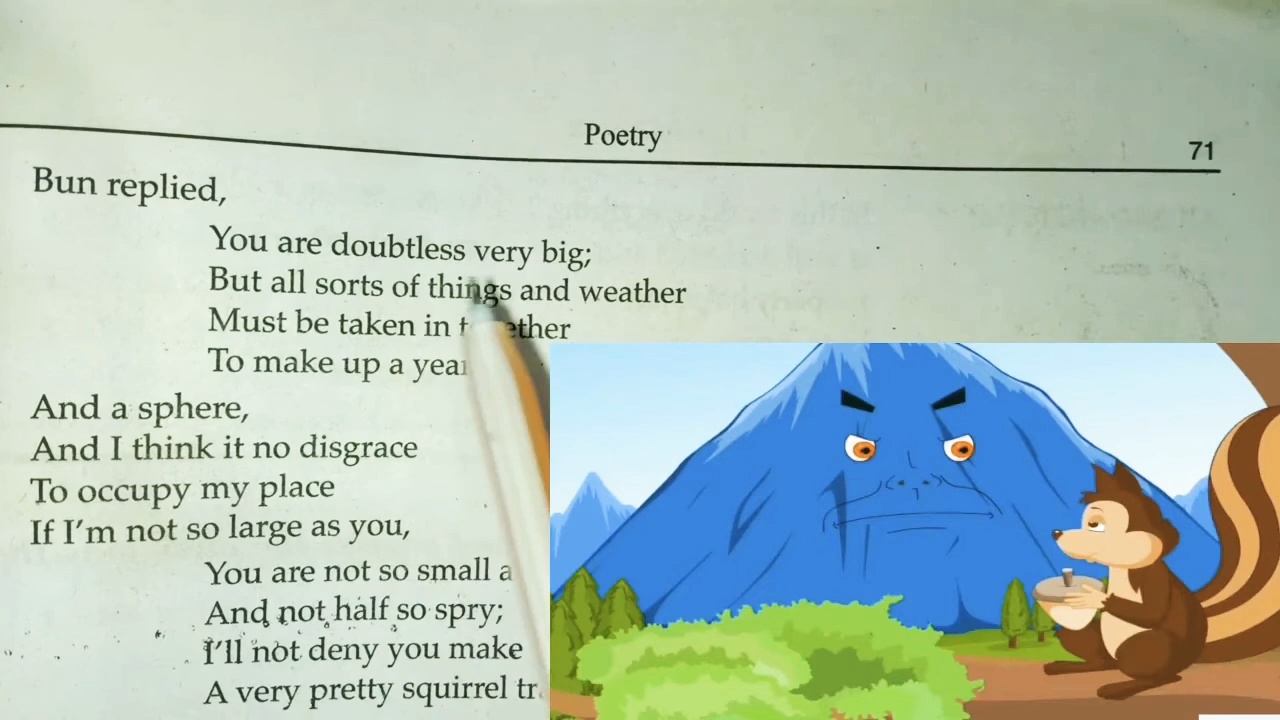 Poetry
71
Bun replied,
You are doubtless very big;
But all sorts of things and weather
Must be taken in
To make up a year
And a sphere,
And I think it no disgrace
To occupy my place
If I'm not so large as you,
You are not so small
And not half so spry;
I'll not deny you make
A very pretty squirrel